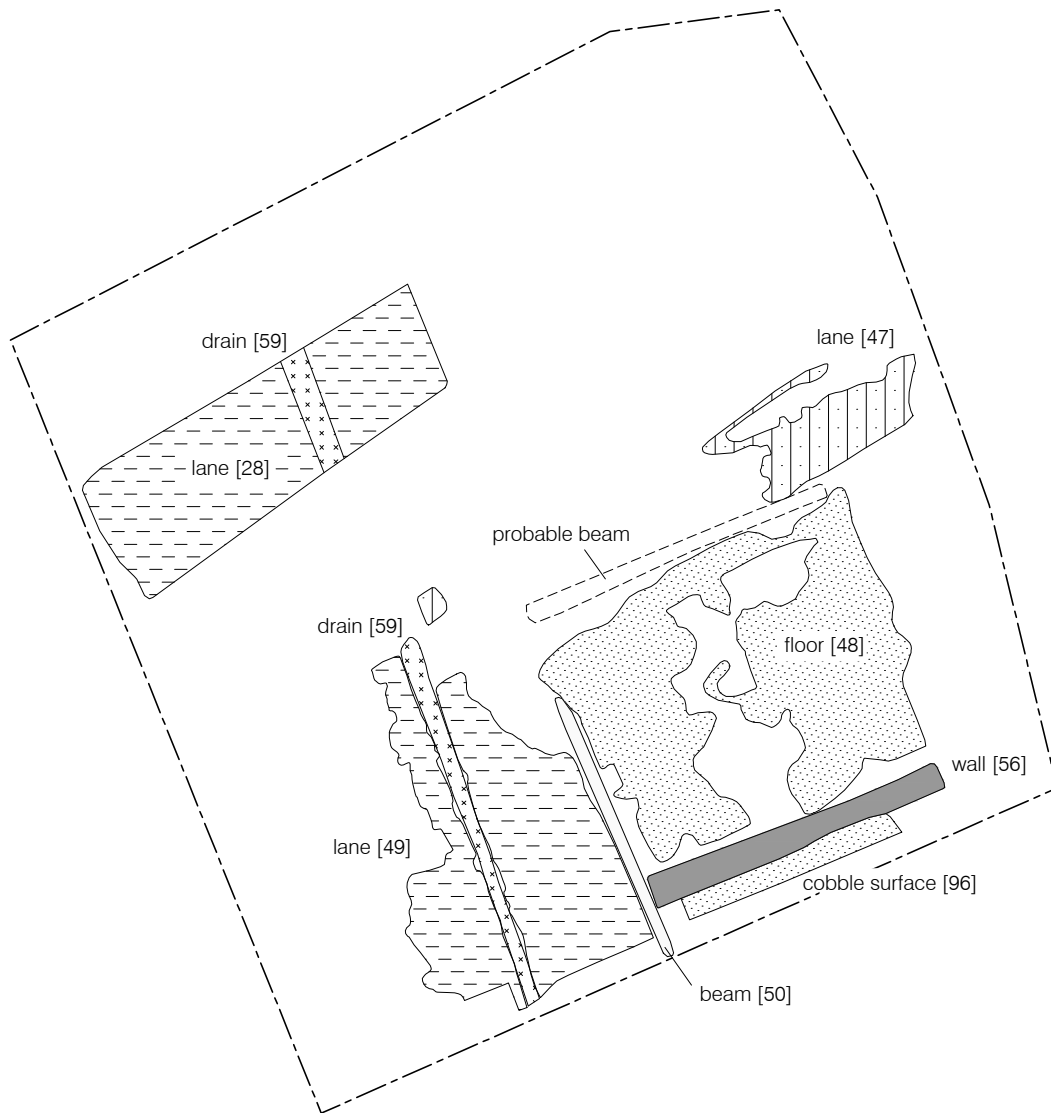 drain [59]
lane [47]
lane [28]
probable beam
drain [59]
floor [48]
wall [56]
lane [49]
cobble surface [96]
beam [50]